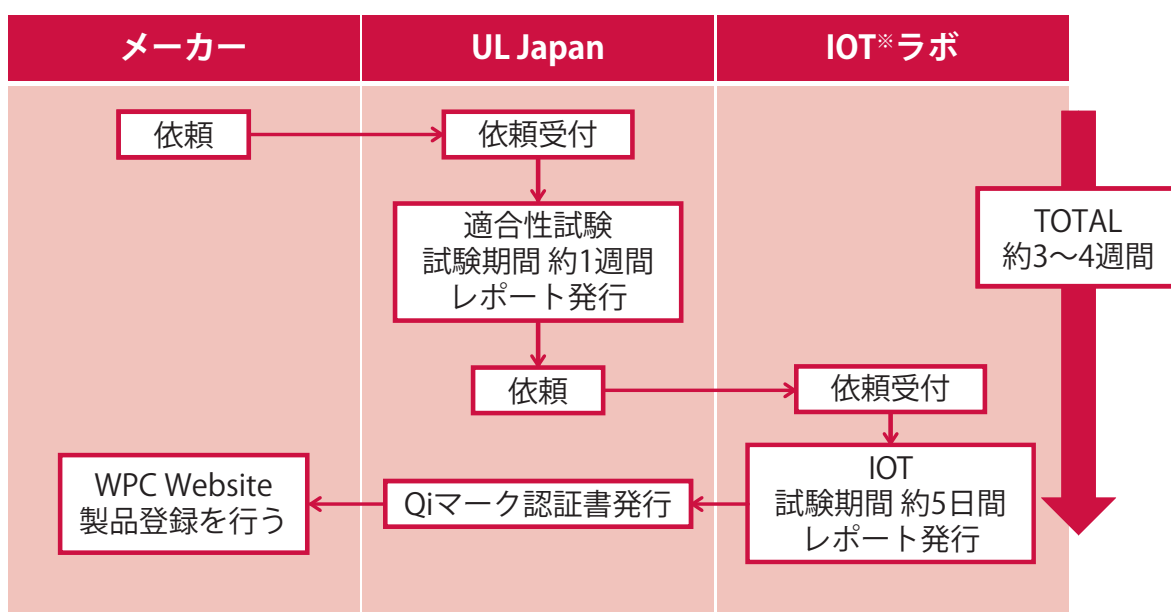 メーカー
UL Japan
IOT※ラボ
依頼
依頼受付
適合性試験
試験期間 約1週間
レポート発行
依頼
依頼受付
IOT
試験期間 約5日間
レポート発行
Qiマーク認証書発行
WPC Website
製品登録を行う
TOTAL
約3～4週間